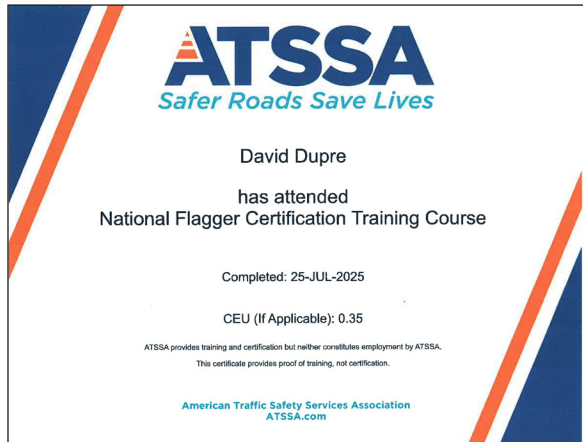 ATSSA
Safer Roads Save Lives
David Dupre
has attended
National Flagger Certification Training Course
Completed: 25-JUL-2025
CEU (If Applicable): 0.35
ATSSA provides training and certification but neither constitutes employment by ATSSA.
This certificate provides proof of training, not certification.
American Traffic Safety Services Association
ATSSA.com